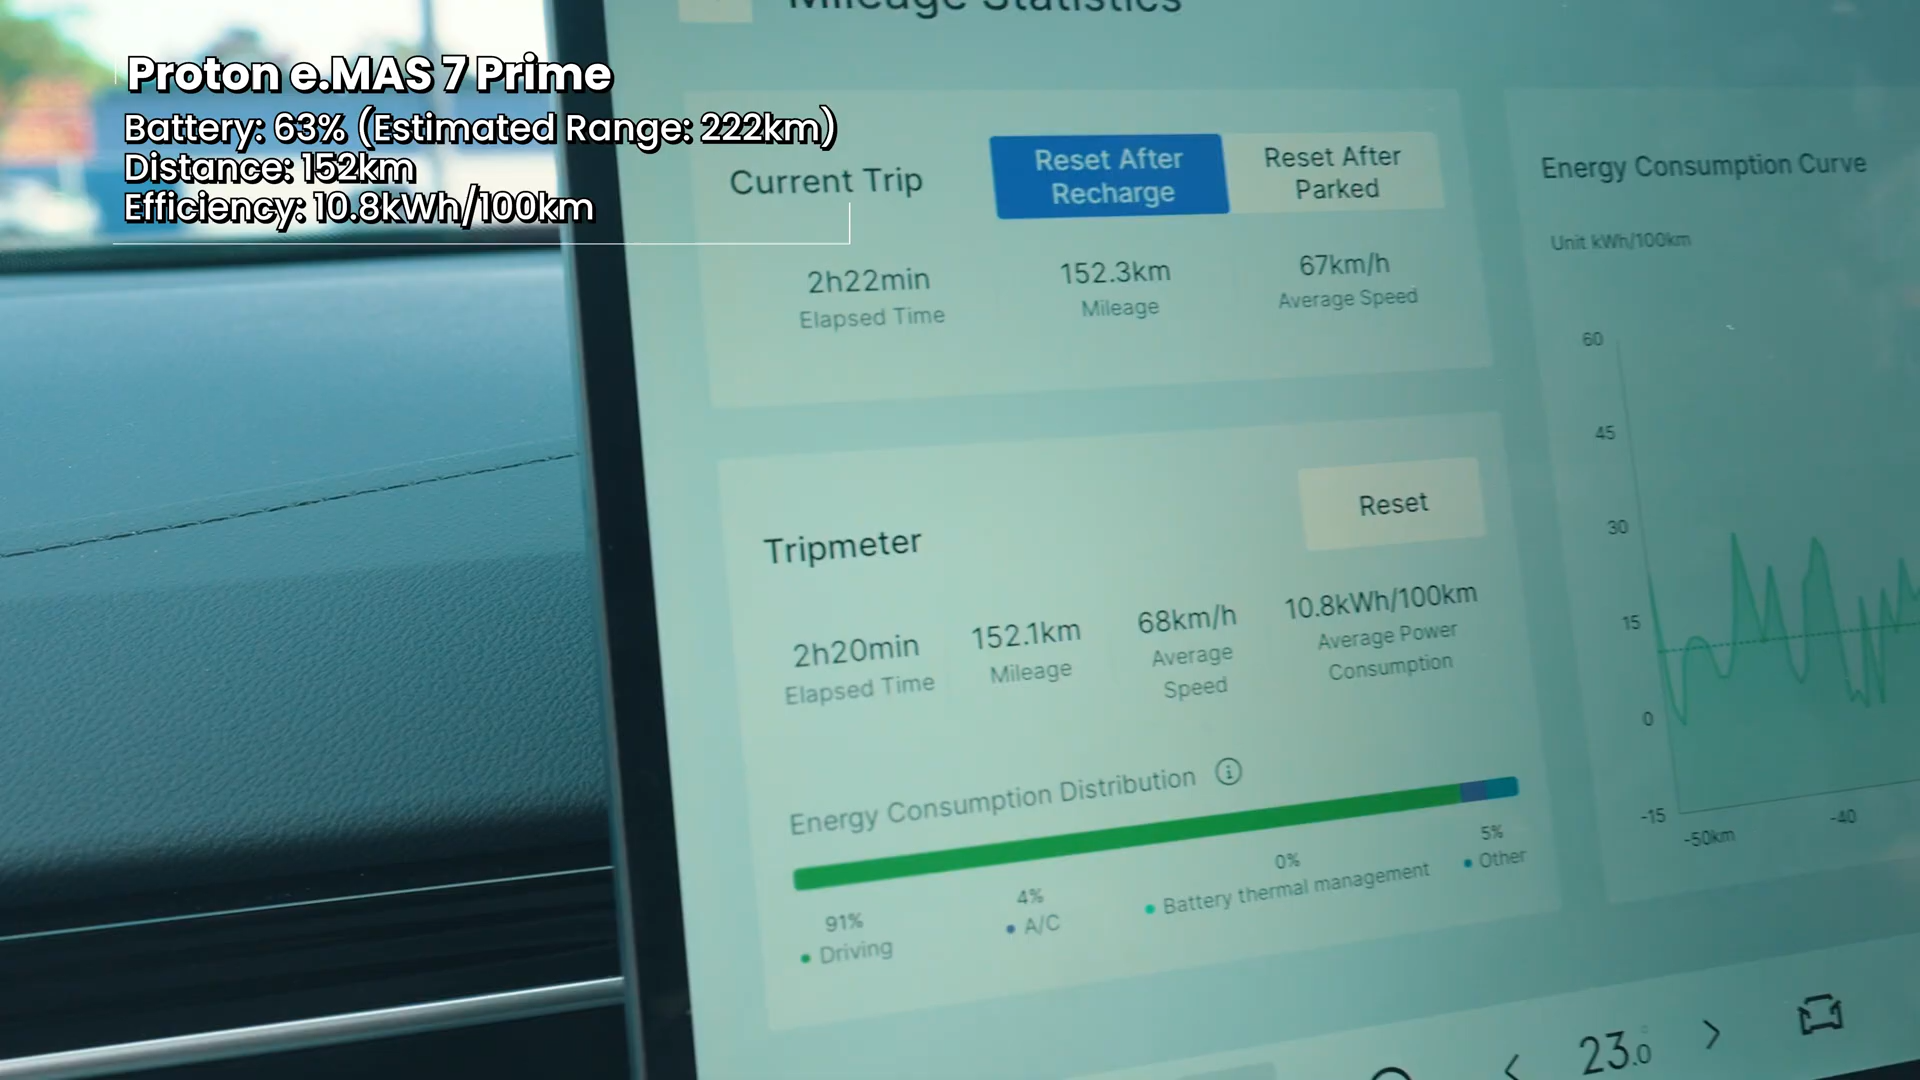 Proton e.MAS 7 Prime
Battery: 63% (Estimated Range: 222km)
Distance: 152km
Efficiency: 10.8kWh/100km
Mileage Statistics
Current Trip
Reset After
Recharge
Reset After
Parked
2h22min
Elapsed Time
152.3km
Mileage
67km/h
Average Speed
Tripmeter
Reset
2h20min
Elapsed Time
152.1km
Mileage
68km/h
Average
Speed
10.8kWh/100km
Average Power
Consumption
Energy Consumption Distribution
91%
Driving
4%
A/C
0%
Battery thermal management
5%
Other
Energy Consumption Curve
Unit kWh/100km
60
45
30
15
0
-15
-50km
-40
23.0